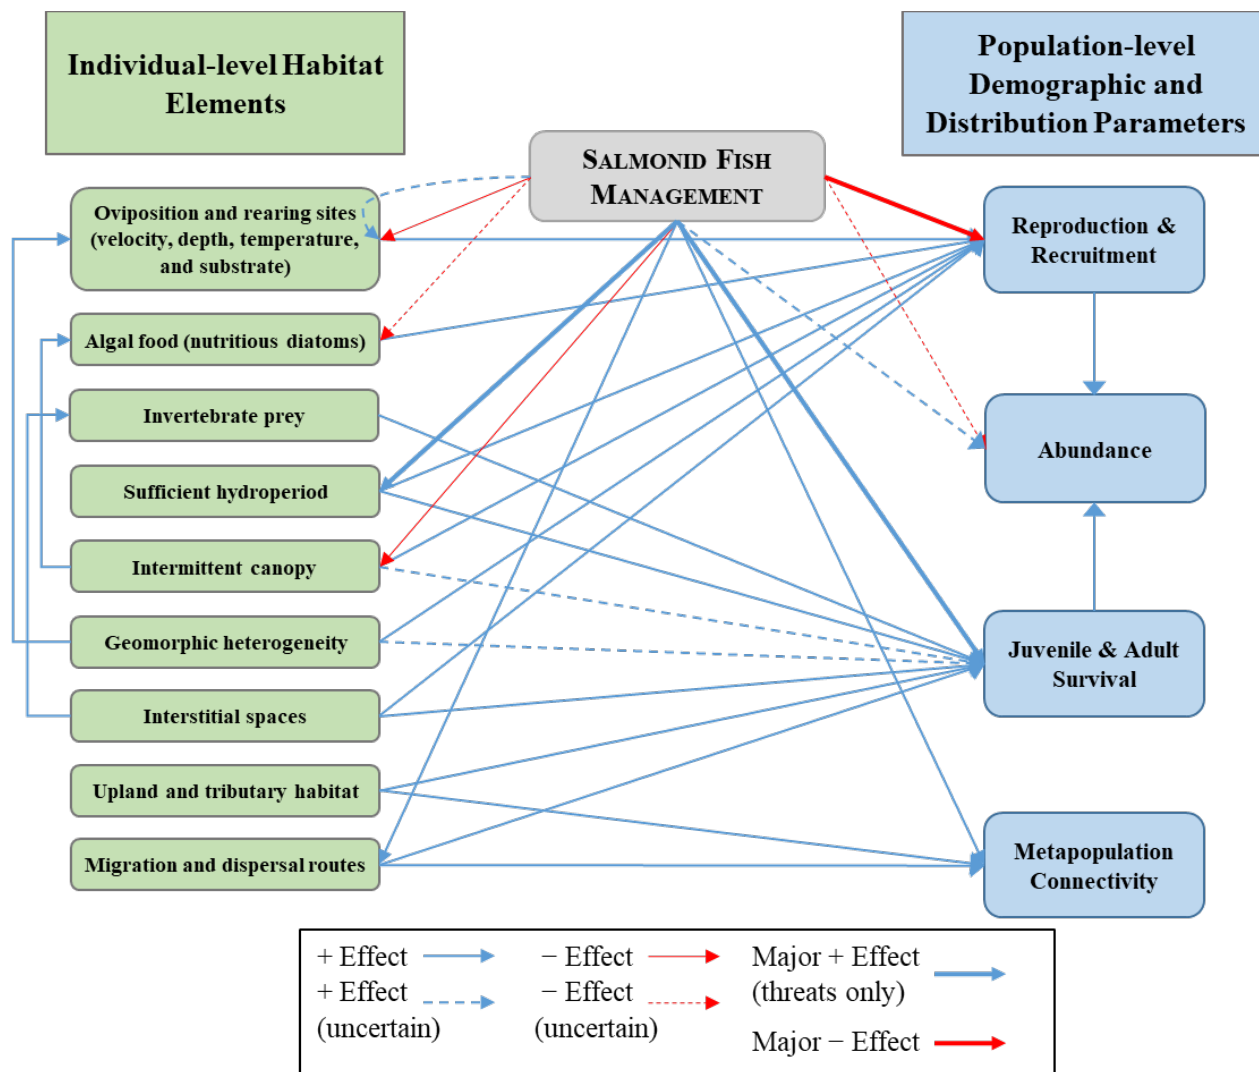 Individual-level Habitat
Elements
Population-level
Demographic and
Distribution Parameters
SALMONID FISH
MANAGEMENT
Oviposition and rearing sites
(velocity, depth, temperature,
and substrate)
Algal food (nutritious diatoms)
Invertebrate prey
Sufficient hydroperiod
Intermittent canopy
Geomorphic heterogeneity
Interstitial spaces
Upland and tributary habitat
Migration and dispersal routes
Reproduction &
Recruitment
Abundance
Juvenile & Adult
Survival
Metapopulation
Connectivity
+ Effect
+ Effect
(uncertain)
− Effect
− Effect
(uncertain)
Major + Effect
(threats only)
Major − Effect